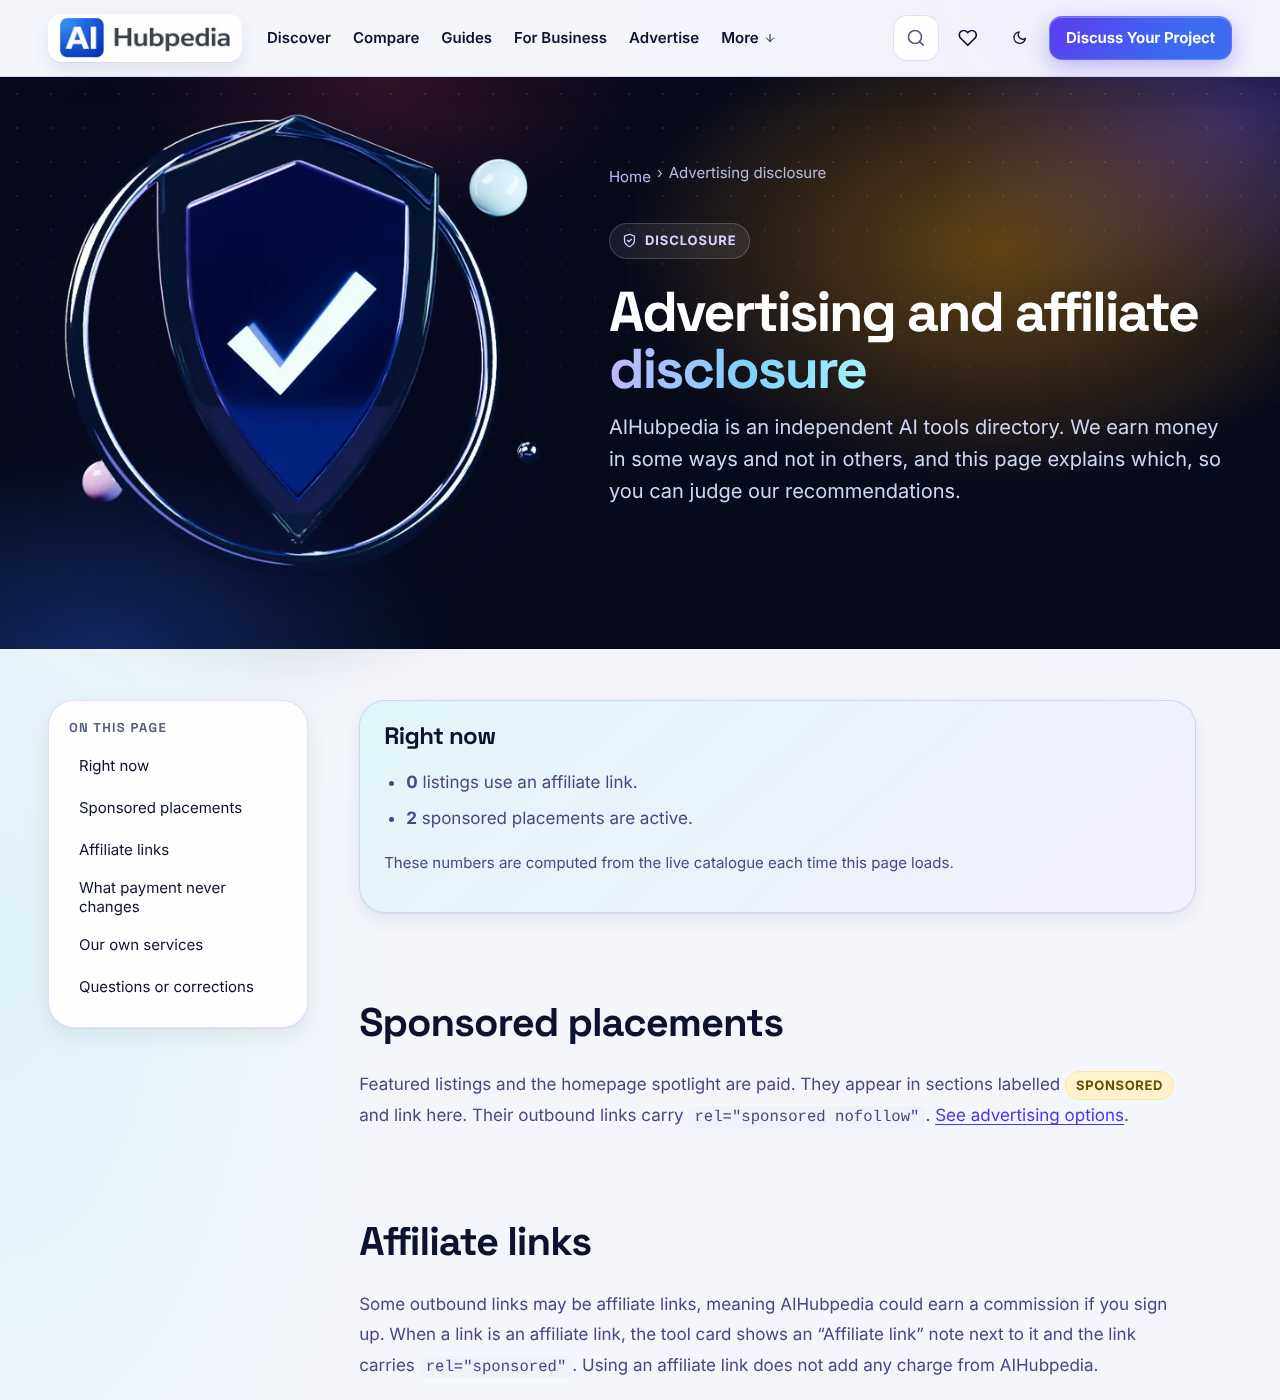 AI Hubpedia
Discover
Compare
Guides
For Business
Advertise
More ↓
Discuss Your Project
Home › Advertising disclosure
DISCLOSURE
Advertising and affiliate
disclosure
AIHubpedia is an independent AI tools directory. We earn money
in some ways and not in others, and this page explains which, so
you can judge our recommendations.
ON THIS PAGE
Right now
Sponsored placements
Affiliate links
What payment never
changes
Our own services
Questions or corrections
Right now
• 0 listings use an affiliate link.
• 2 sponsored placements are active.
These numbers are computed from the live catalogue each time this page loads.
Sponsored placements
Featured listings and the homepage spotlight are paid. They appear in sections labelled SPONSORED
and link here. Their outbound links carry rel="sponsored nofollow" . See advertising options.
Affiliate links
Some outbound links may be affiliate links, meaning AIHubpedia could earn a commission if you sign
up. When a link is an affiliate link, the tool card shows an “Affiliate link” note next to it and the link
carries rel="sponsored" . Using an affiliate link does not add any charge from AIHubpedia.